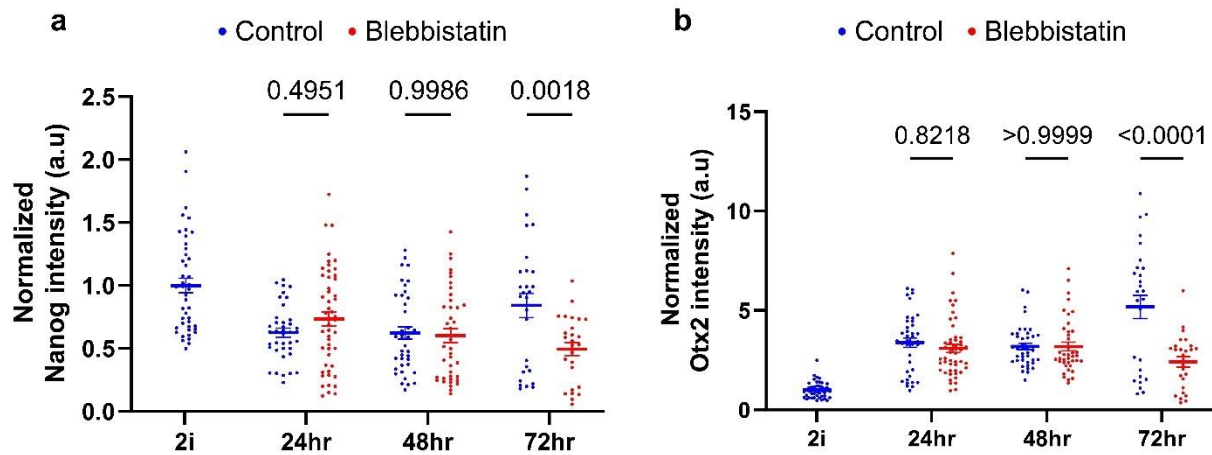 a
Control Blebbistatin
0.4951 0.9986 0.0018
Normalized
Nanog intensity (a.u)
2.5
2.0
1.5
1.0
0.5
0.0
2i 24hr 48hr 72hr
b
Control Blebbistatin
0.8218 >0.9999 <0.0001
Normalized
Otx2 intensity (a.u)
15
10
5
0
2i 24hr 48hr 72hr